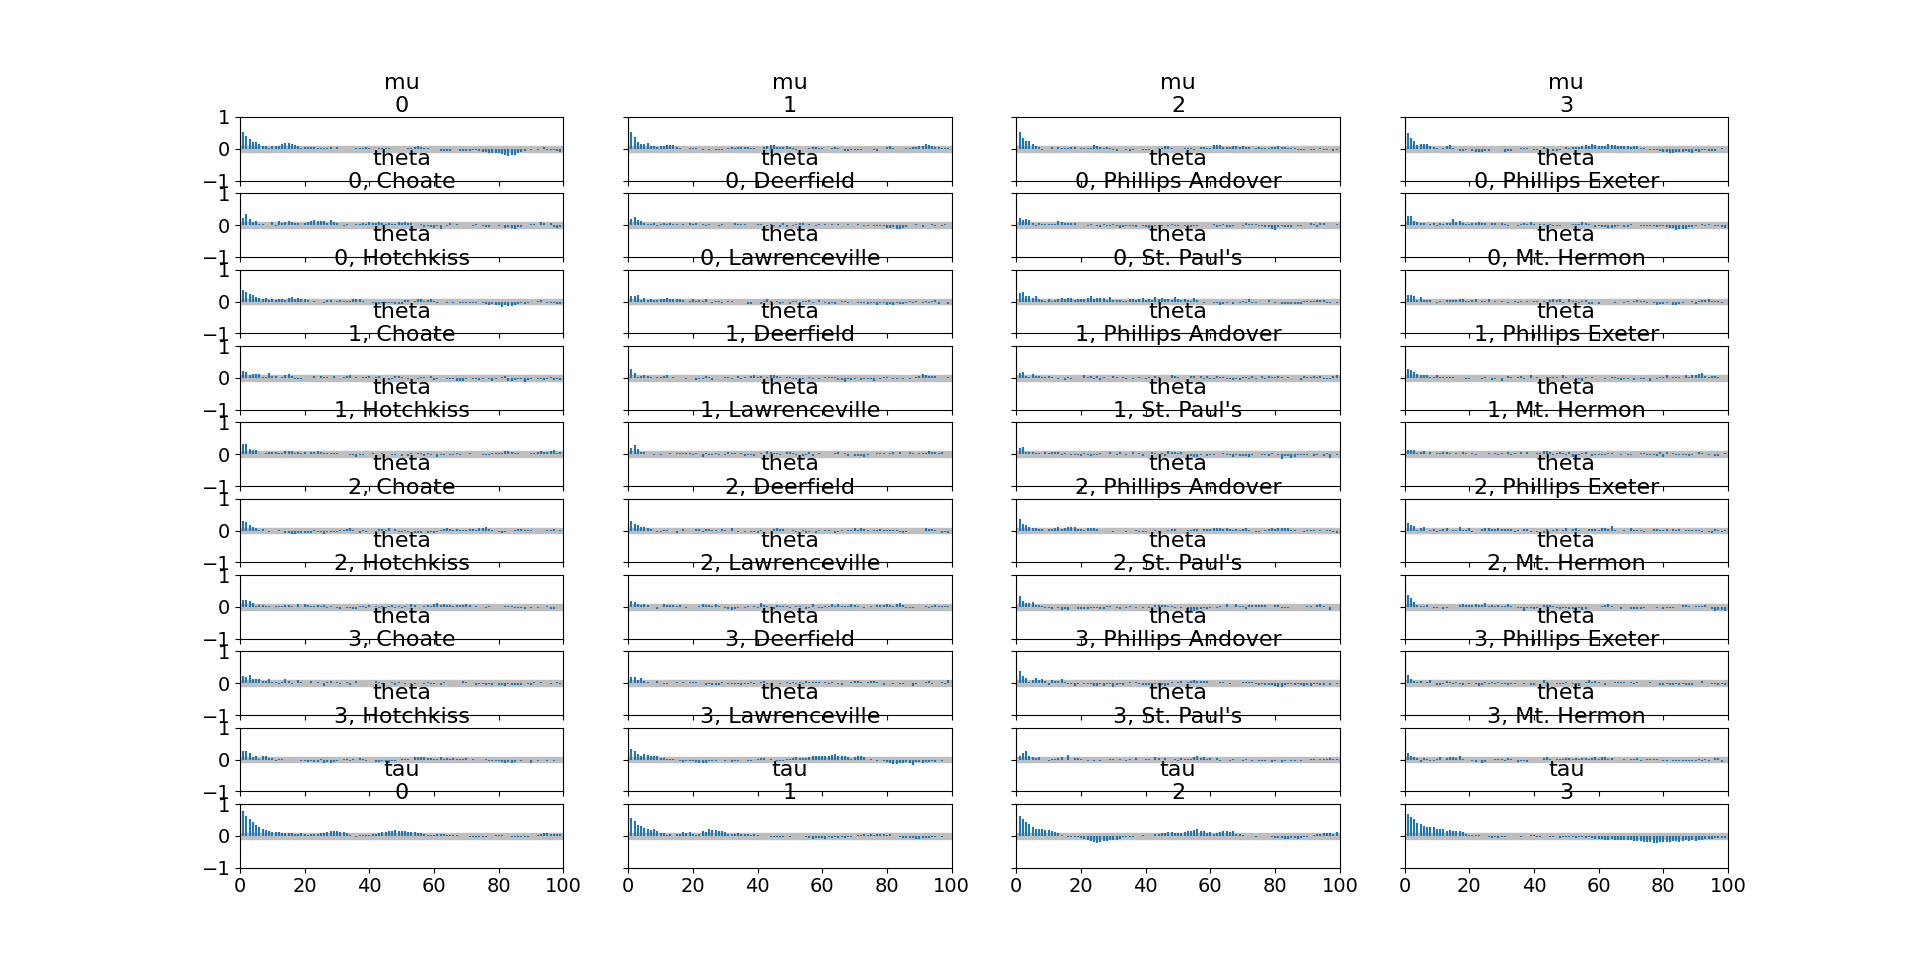 mu mu mu mu
0 1 2 3
1
0
−1
theta theta theta theta
0, Choate 0, Deerfield 0, Phillips Andover 0, Phillips Exeter
1
0
−1
theta theta theta theta
0, Hotchkiss 0, Lawrenceville 0, St. Paul's 0, Mt. Hermon
1
0
−1
theta theta theta theta
1, Choate 1, Deerfield 1, Phillips Andover 1, Phillips Exeter
1
0
−1
theta theta theta theta
1, Hotchkiss 1, Lawrenceville 1, St. Paul's 1, Mt. Hermon
1
0
−1
theta theta theta theta
2, Choate 2, Deerfield 2, Phillips Andover 2, Phillips Exeter
1
0
−1
theta theta theta theta
2, Hotchkiss 2, Lawrenceville 2, St. Paul's 2, Mt. Hermon
1
0
−1
theta theta theta theta
3, Choate 3, Deerfield 3, Phillips Andover 3, Phillips Exeter
1
0
−1
theta theta theta theta
3, Hotchkiss 3, Lawrenceville 3, St. Paul's 3, Mt. Hermon
1
0
−1
tau tau tau tau
0 1 2 3
1
0
−1
0 20 40 60 80 100 0 20 40 60 80 100 0 20 40 60 80 100 0 20 40 60 80 100